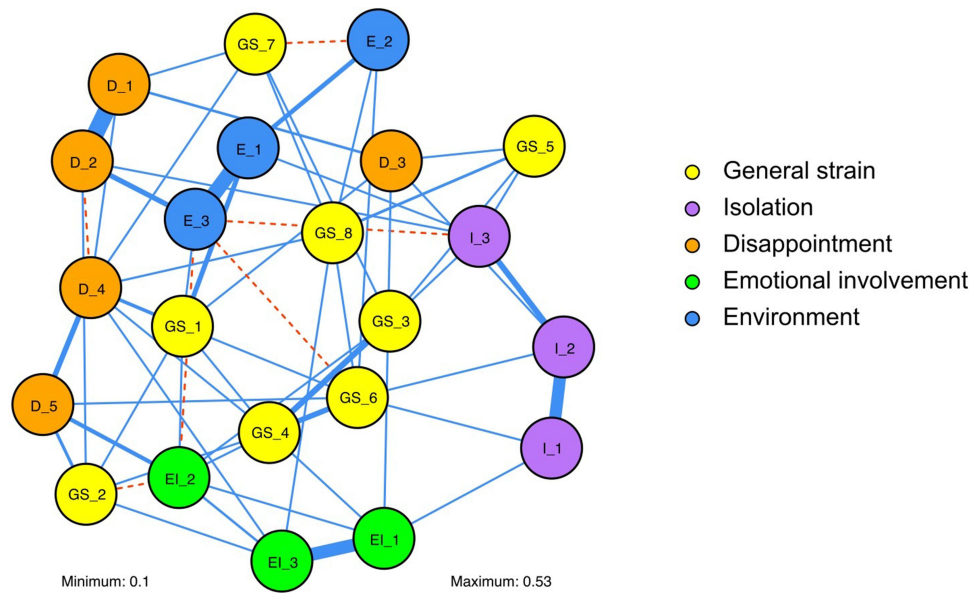 GS_7
E_2
D_1
E_1
GS_5
D_2
D_3
E_3
GS_8
I_3
D_4
GS_1
GS_3
I_2
D_5
GS_6
GS_4
I_1
EI_2
GS_2
EI_1
EI_3
Minimum: 0.1
Maximum: 0.53
General strain
Isolation
Disappointment
Emotional involvement
Environment